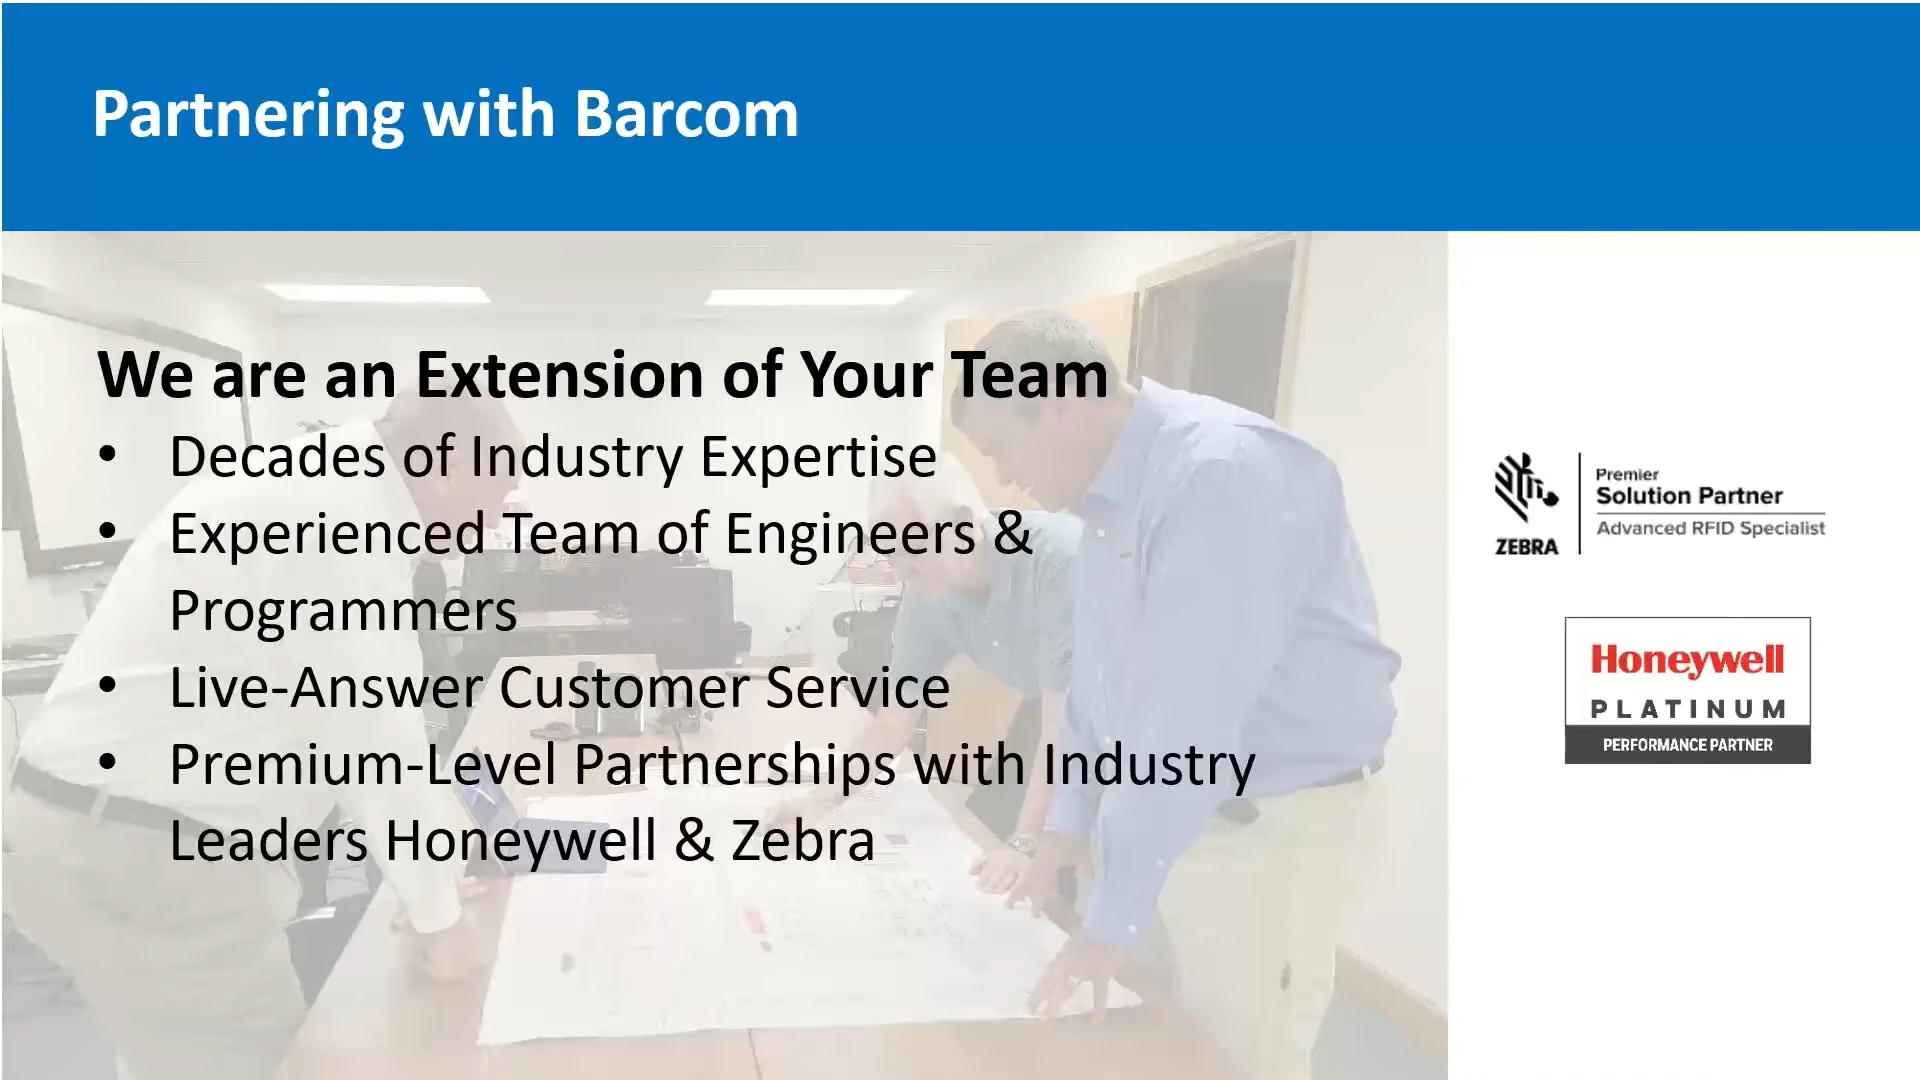 Partnering with Barcom
We are an Extension of Your Team
• Decades of Industry Expertise
• Experienced Team of Engineers &
Programmers
• Live-Answer Customer Service
• Premium-Level Partnerships with Industry
Leaders Honeywell & Zebra
ZEBRA
Premier
Solution Partner
Advanced RFID Specialist
Honeywell
PLATINUM
PERFORMANCE PARTNER